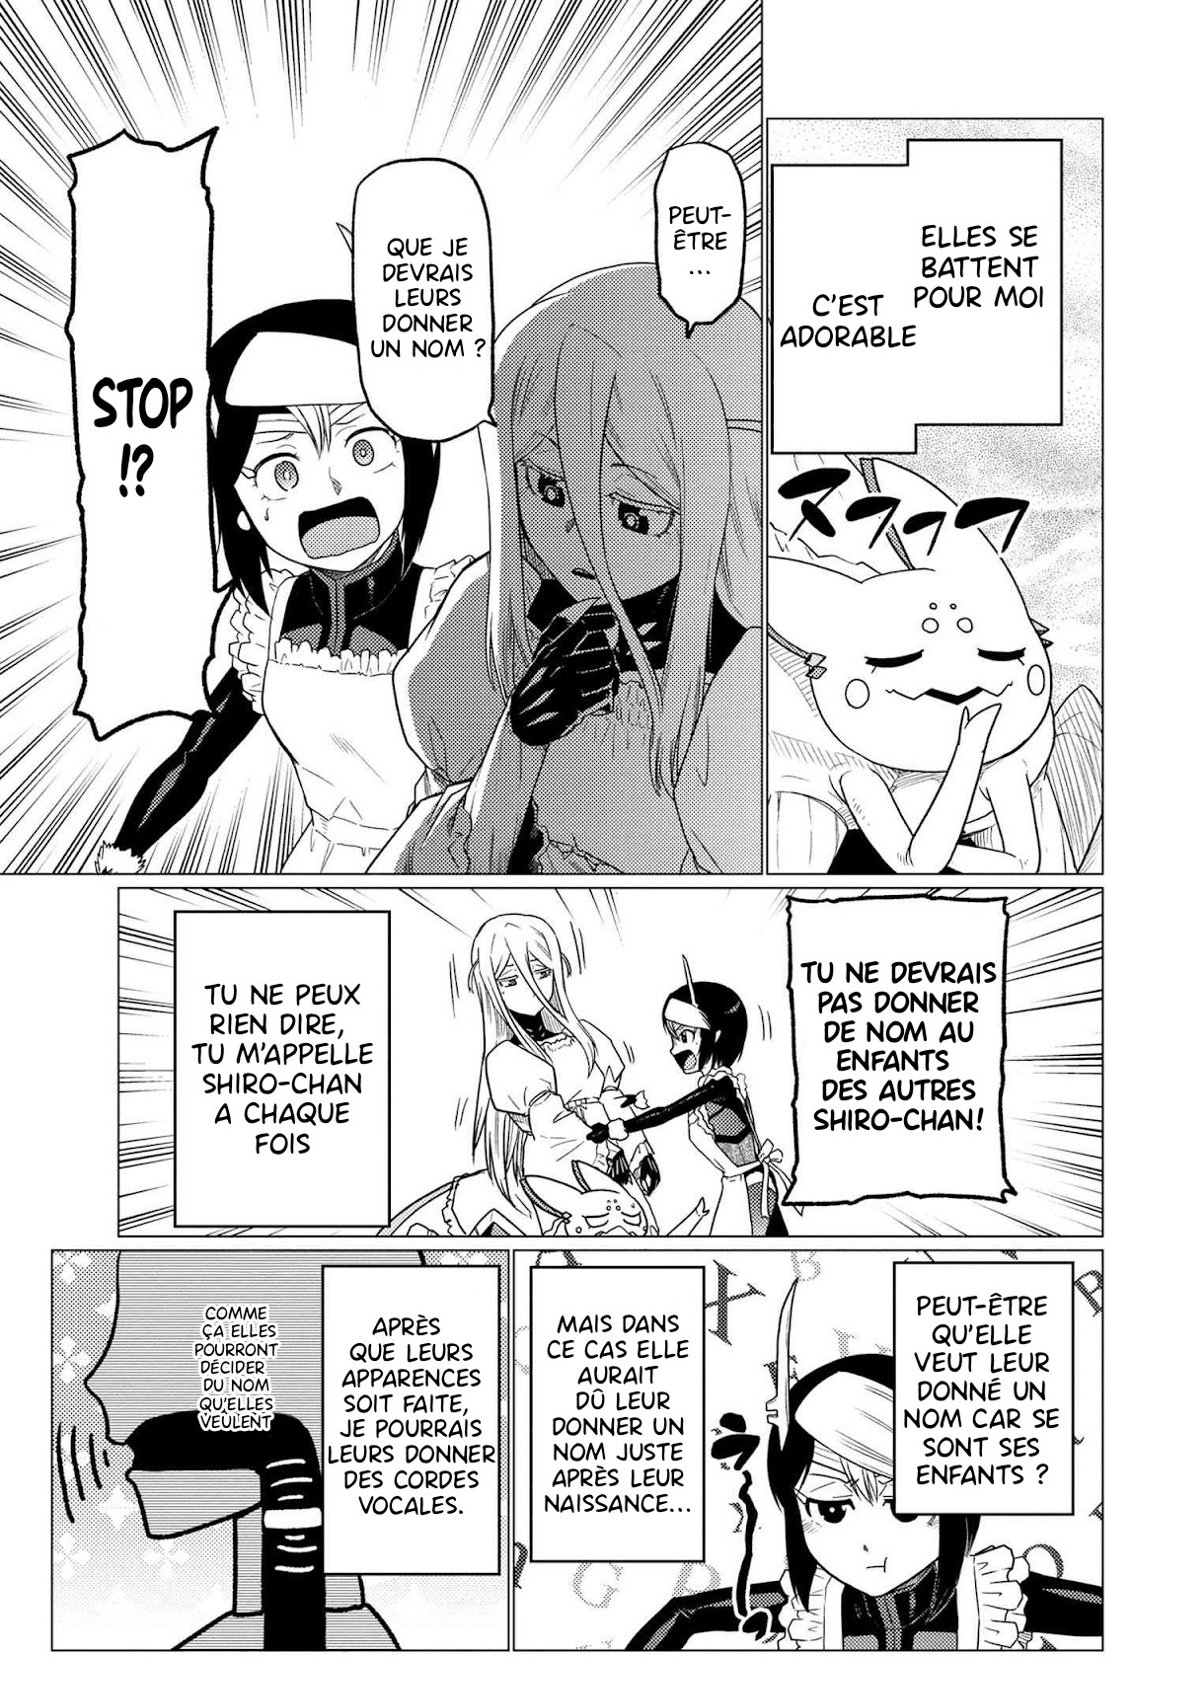 ELLES SE
BATTENT
POUR MOI
C'EST
ADORABLE
PEUT-
ÊTRE
...
QUE JE
DEVRAIS
LEURS
DONNER
UN NOM ?
STOP
!?
TU NE DEVRAIS
PAS DONNER
DE NOM AU
ENFANTS
DES AUTRES
SHIRO-CHAN!
TU NE PEUX
RIEN DIRE,
TU M'APPELLE
SHIRO-CHAN
A CHAQUE
FOIS
PEUT-ÊTRE
QU'ELLE
VEUT LEUR
DONNÉ UN
NOM CAR SE
SONT SES
ENFANTS ?
MAIS DANS
CE CAS ELLE
AURAIT
DÛ LEUR
DONNER UN
NOM JUSTE
APRÈS LEUR
NAISSANCE...
APRÈS
QUE LEURS
APPARENCES
SOIT FAITE,
JE POURRAIS
LEURS DONNER
DES CORDES
VOCALES.
COMME
ÇA ELLES
POURRONT
DÉCIDER
DU NOM
QU'ELLES
VEULENT